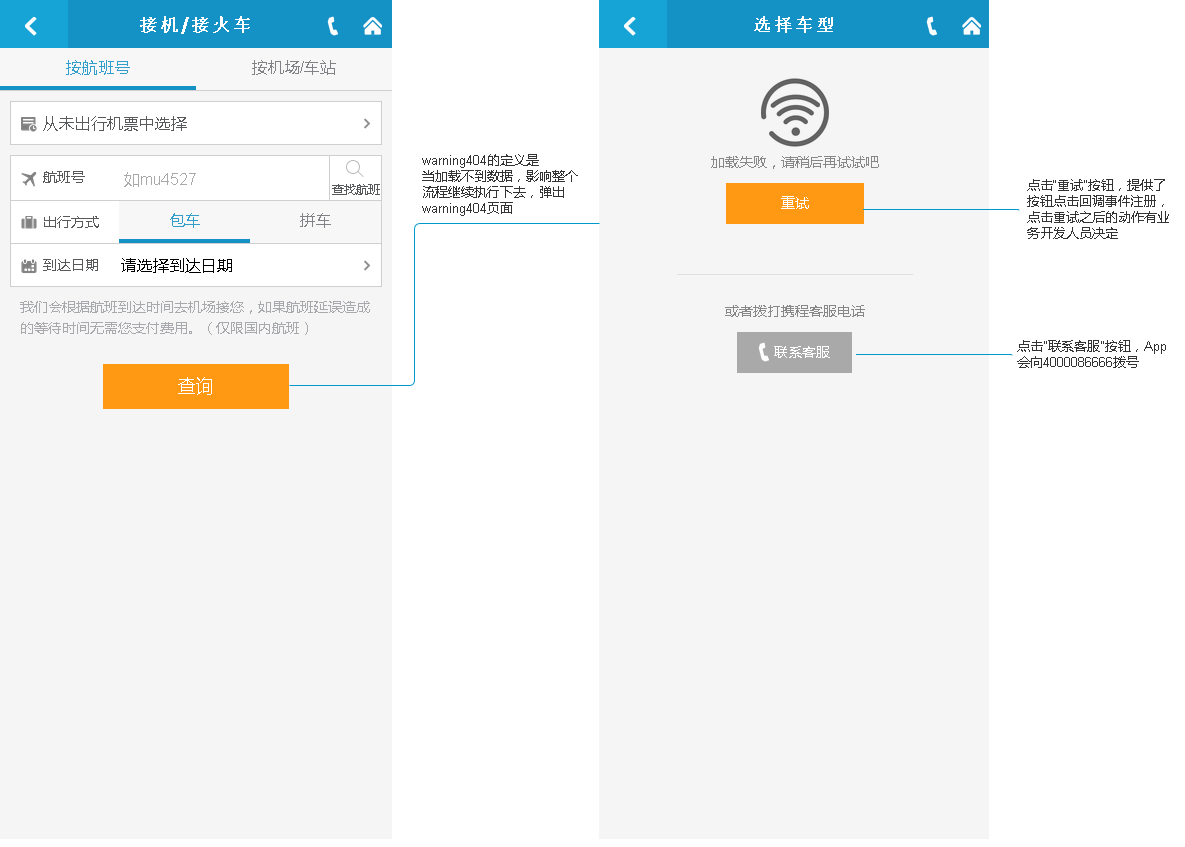 接机/接火车
按航班号
按机场/车站
从未出行机票中选择
航班号
如mu4527
查找航班
出行方式
包车
拼车
到达日期
请选择到达日期
我们会根据航班到达时间去机场接您，如果航班延误造成
的等待时间无需您支付费用。（仅限国内航班）
查询
warning404的定义是
当加载不到数据，影响整个
流程继续执行下去，弹出
warning404页面
选择车型
加载失败，请稍后再试试吧
重试
或者拨打携程客服电话
联系客服
点击"重试"按钮，提供了
按钮点击回调事件注册，
点击重试之后的动作有业
务开发人员决定
点击"联系客服"按钮，App
会向4000086666拨号